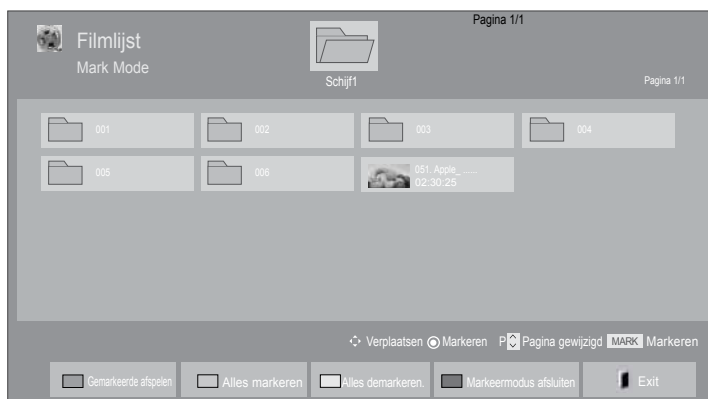 Pagina 1/1
Filmlijst
Mark Mode
Schijf1
Pagina 1/1
001
002
003
004
005
006
051. Apple_ ......
02:30:25
Verplaatsen Markeren P Pagina gewijzigd MARK Markeren
Gemarkeerde afspelen
Alles markeren
Alles demarkeren.
Markeermodus afsluiten
Exit